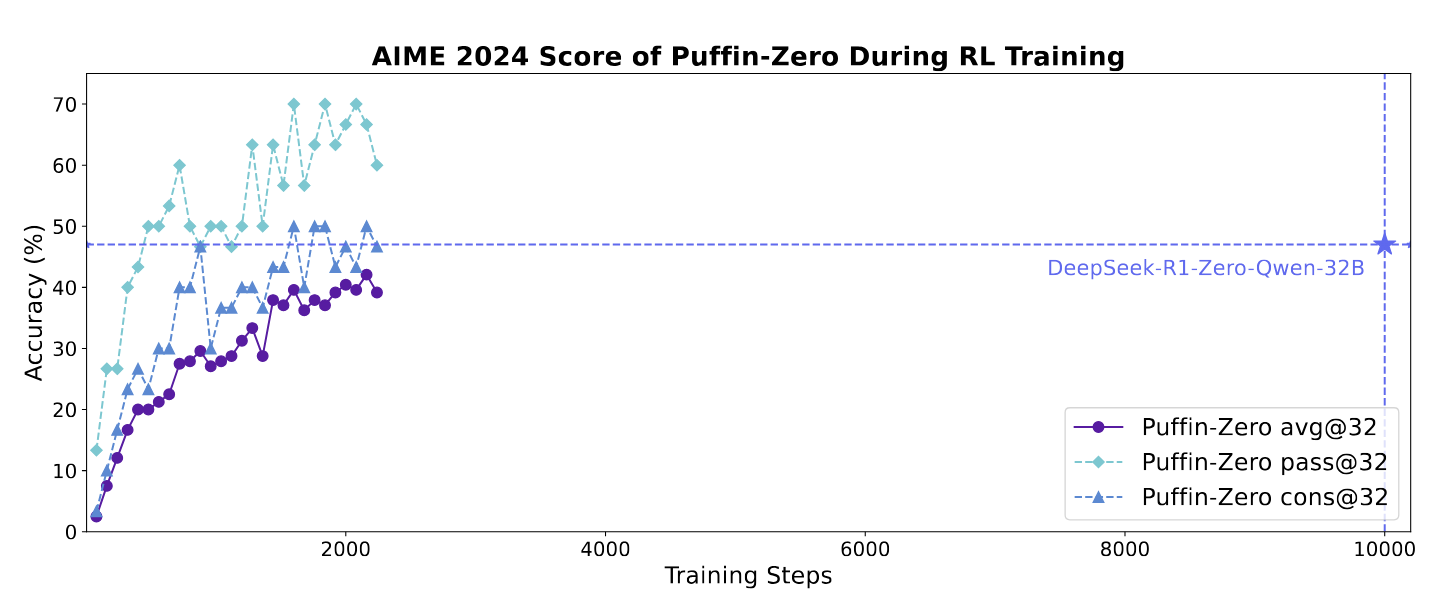 AIME 2024 Score of Puffin-Zero During RL Training
Accuracy (%)
70
60
50
40
30
20
10
0
DeepSeek-R1-Zero-Qwen-32B
Puffin-Zero avg@32
Puffin-Zero pass@32
Puffin-Zero cons@32
2000
4000
6000
8000
10000
Training Steps